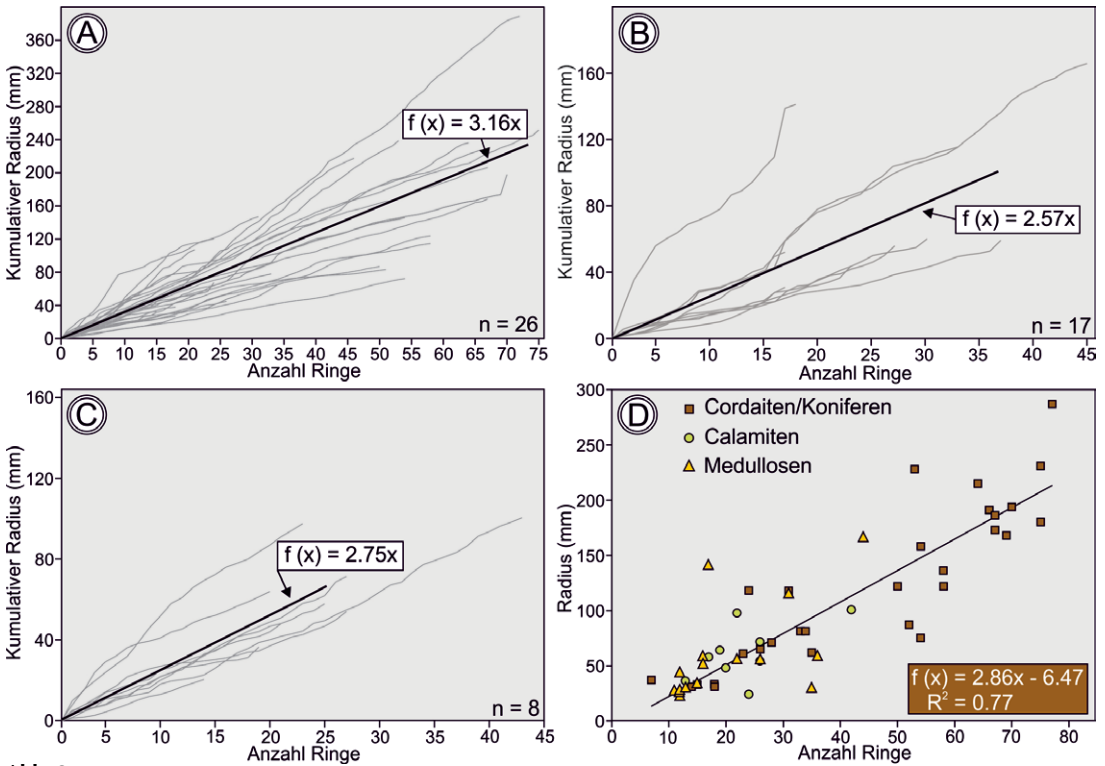 A
Kumulativer Radius (mm)
360
320
280
240
200
160
120
80
40
0
f (x) = 3.16x
n = 26
0 5 10 15 20 25 30 35 40 45 50 55 60 65 70 75
Anzahl Ringe
B
Kumulativer Radius (mm)
160
120
80
40
0
f (x) = 2.57x
n = 17
0 5 10 15 20 25 30 35 40 45
Anzahl Ringe
C
Kumulativer Radius (mm)
160
120
80
40
0
f (x) = 2.75x
n = 8
0 5 10 15 20 25 30 35 40 45
Anzahl Ringe
D
Radius (mm)
300
250
200
150
100
50
0
Cordaiten/Koniferen
Calamiten
Medullosen
f (x) = 2.86x - 6.47
R² = 0.77
0 10 20 30 40 50 60 70 80
Anzahl Ringe